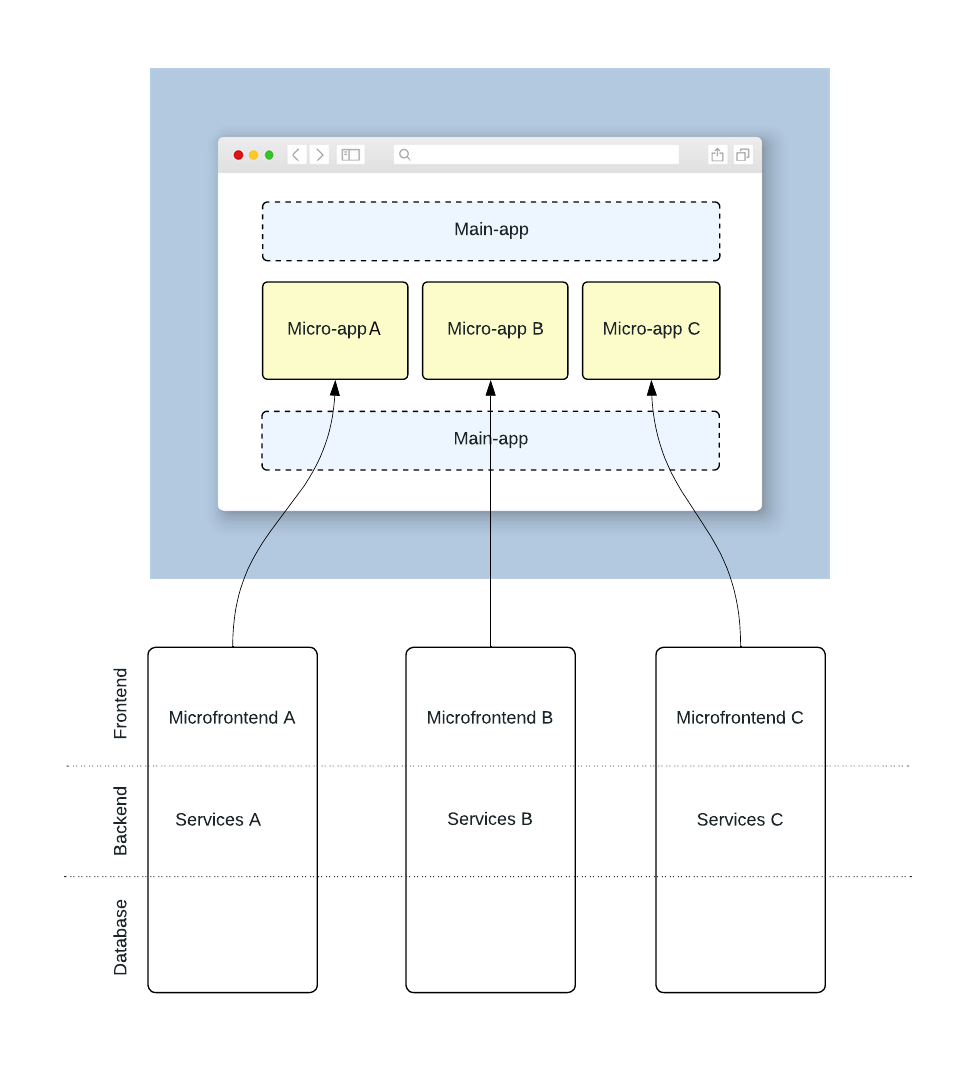 Main-app
Micro-app A
Micro-app B
Micro-app C
Main-app
Frontend
Microfrontend A
Microfrontend B
Microfrontend C
Backend
Services A
Services B
Services C
Database